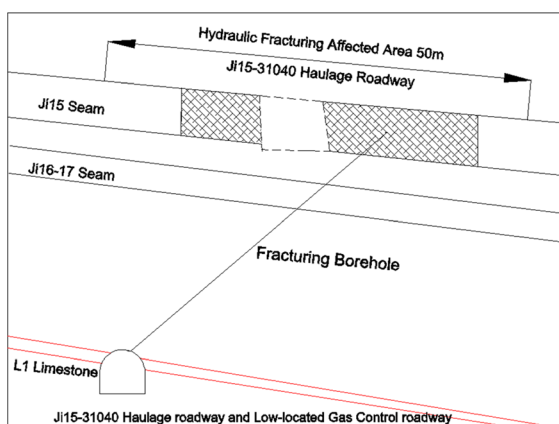 Hydraulic Fracturing Affected Area 50m
Ji15-31040 Haulage Roadway
Ji15 Seam
Ji16-17 Seam
Fracturing Borehole
L1 Limestone
Ji15-31040 Haulage roadway and Low-located Gas Control roadway